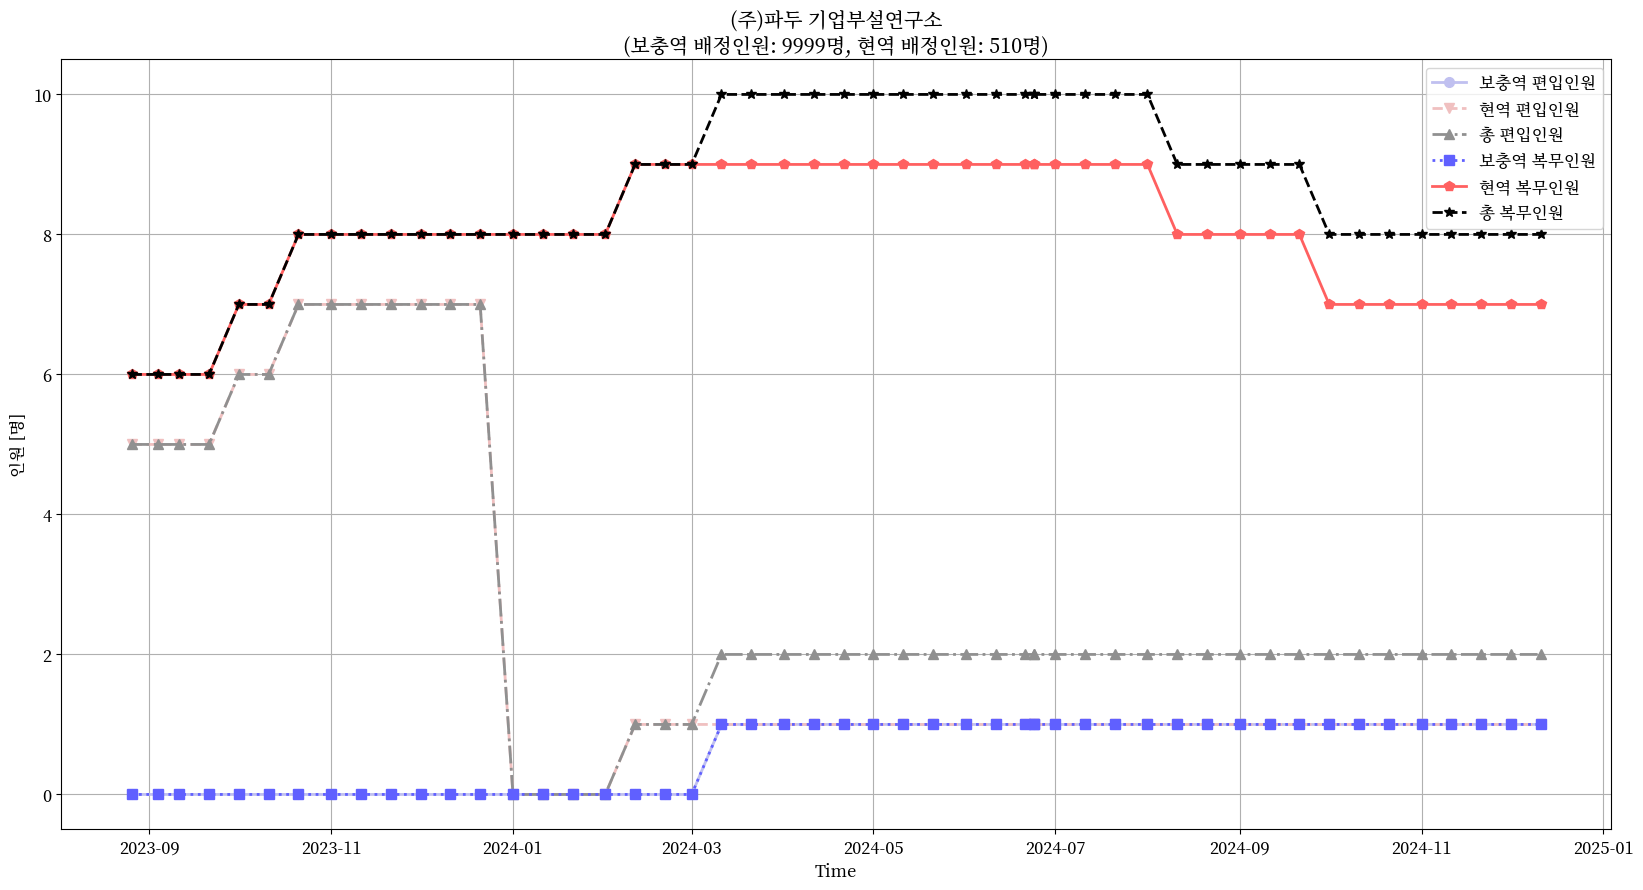 (주)파두 기업부설연구소
(보충역 배정인원: 9999명, 현역 배정인원: 510명)
보충역 편입인원
현역 편입인원
총 편입인원
보충역 복무인원
현역 복무인원
총 복무인원
인원 [명]
10
8
6
4
2
0
2023-09
2023-11
2024-01
2024-03
2024-05
2024-07
2024-09
2024-11
2025-01
Time